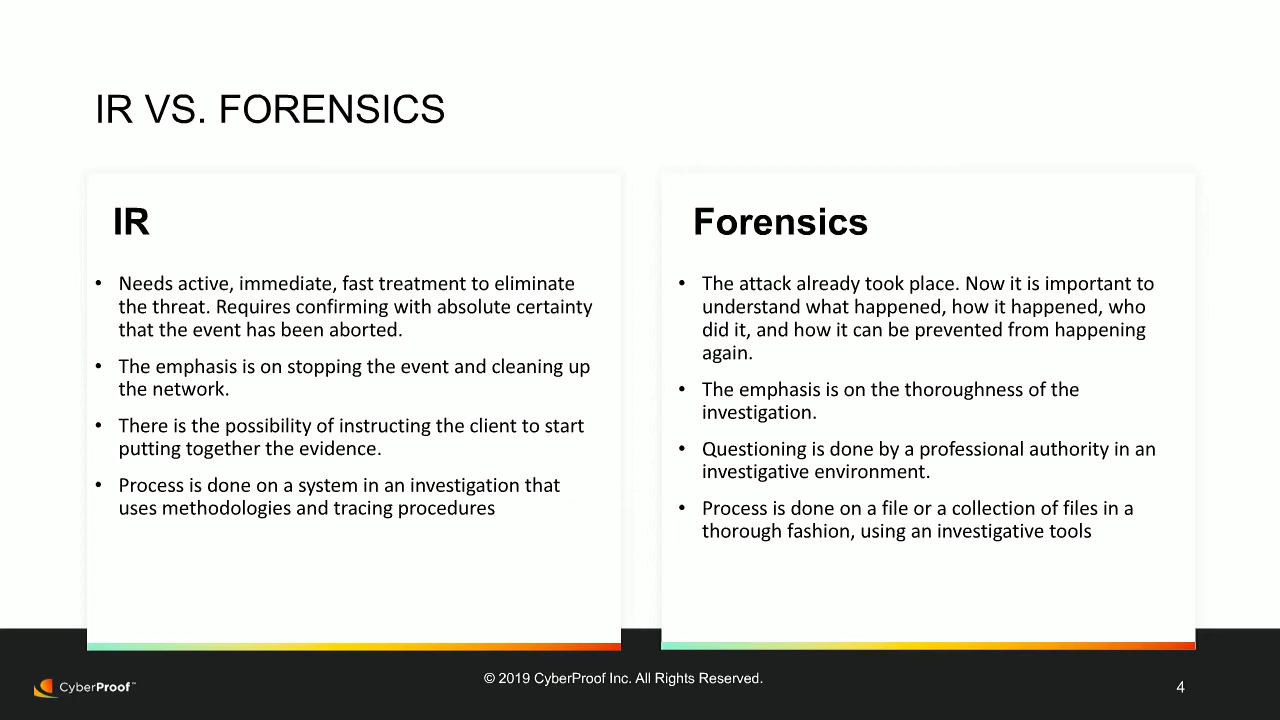 IR VS. FORENSICS
IR
• Needs active, immediate, fast treatment to eliminate
the threat. Requires confirming with absolute certainty
that the event has been aborted.
• The emphasis is on stopping the event and cleaning up
the network.
• There is the possibility of instructing the client to start
putting together the evidence.
• Process is done on a system in an investigation that
uses methodologies and tracing procedures
Forensics
• The attack already took place. Now it is important to
understand what happened, how it happened, who
did it, and how it can be prevented from happening
again.
• The emphasis is on the thoroughness of the
investigation.
• Questioning is done by a professional authority in an
investigative environment.
• Process is done on a file or a collection of files in a
thorough fashion, using an investigative tools
CyberProof™
© 2019 CyberProof Inc. All Rights Reserved.
4